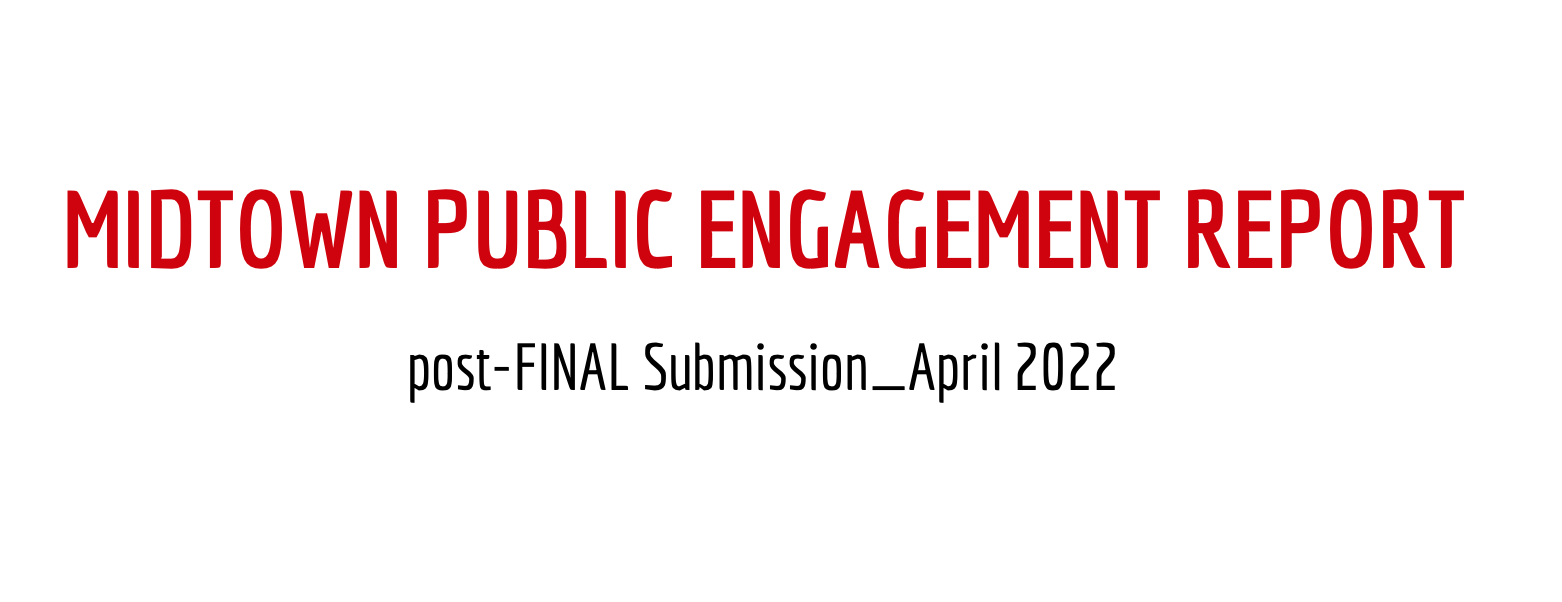 MIDTOWN PUBLIC ENGAGEMENT REPORT
post-FINAL Submission_April 2022